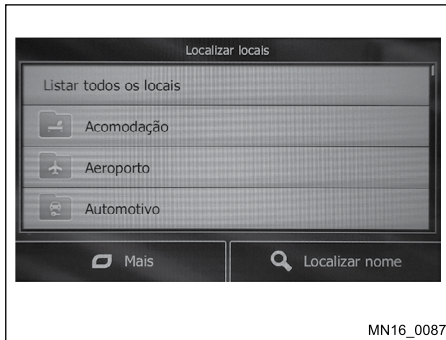 Localizar locais
Listar todos os locais
Acomodação
Aeroporto
Automotivo
Mais
Localizar nome
MN16_0087